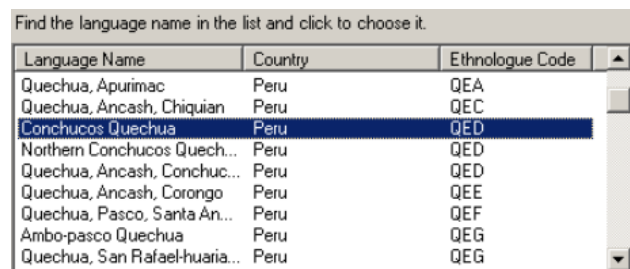 Find the language name in the list and click to choose it.
Language Name Country Ethnologue Code
Quechua, Apurimac Peru QEA
Quechua, Ancash, Chiquian Peru QEC
Conchucos Quechua Peru QED
Northern Conchucos Quech... Peru QED
Quechua, Ancash, Conchuc... Peru QED
Quechua, Ancash, Corongo Peru QEE
Quechua, Pasco, Santa An... Peru QEF
Ambo-pasco Quechua Peru QEG
Quechua, San Rafael-huaria... Peru QEG